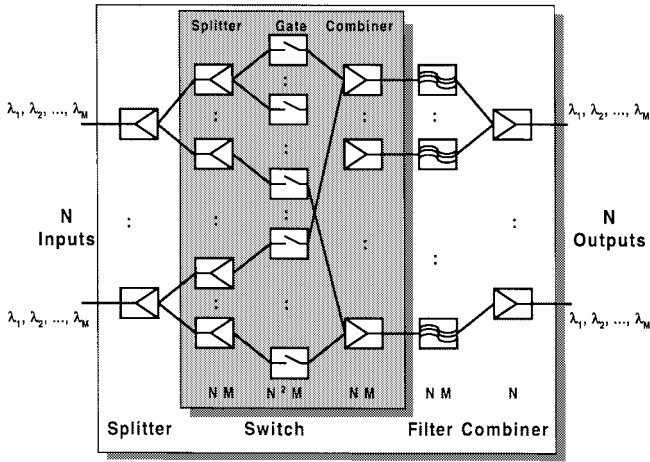 Splitter Gate Combiner
λ1, λ2, ..., λM
λ1, λ2, ..., λM
N
Inputs
N
Outputs
λ1, λ2, ..., λM
λ1, λ2, ..., λM
N M N² M N M N M N
Splitter Switch Filter Combiner